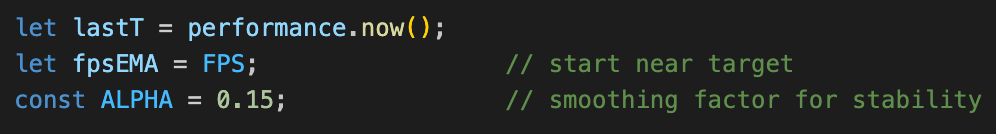 let lastT = performance.now();
let fpsEMA = FPS;                 // start near target
const ALPHA = 0.15;               // smoothing factor for stability